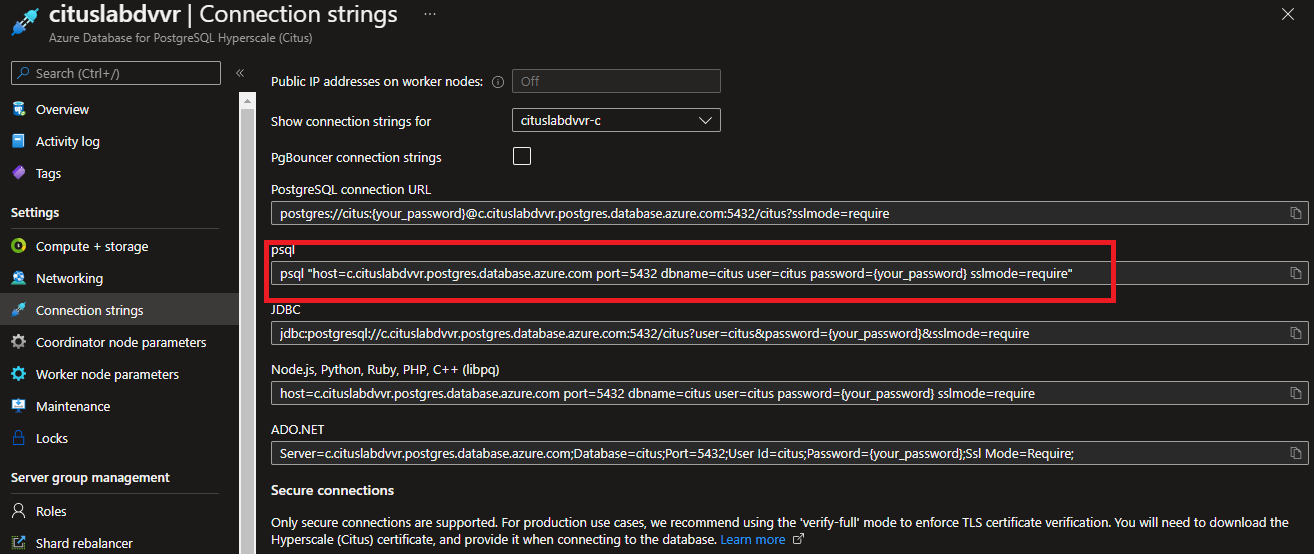 cituslabdvvr | Connection strings ...
Azure Database for PostgreSQL Hyperscale (Citus)
Search (Ctrl+/)
Overview
Activity log
Tags
Settings
Compute + storage
Networking
Connection strings
Coordinator node parameters
Worker node parameters
Maintenance
Locks
Server group management
Roles
Shard rebalancer
Public IP addresses on worker nodes: Off
Show connection strings for cituslabdvvr-c
PgBouncer connection strings
PostgreSQL connection URL
postgres://citus:{your_password}@c.cituslabdvvr.postgres.database.azure.com:5432/citus?sslmode=require
psql
psql "host=c.cituslabdvvr.postgres.database.azure.com port=5432 dbname=citus user=citus password={your_password} sslmode=require"
JDBC
jdbc:postgresql://c.cituslabdvvr.postgres.database.azure.com:5432/citus?user=citus&password={your_password}&sslmode=require
Node.js, Python, Ruby, PHP, C++ (libpq)
host=c.cituslabdvvr.postgres.database.azure.com port=5432 dbname=citus user=citus password={your_password} sslmode=require
ADO.NET
Server=c.cituslabdvvr.postgres.database.azure.com;Database=citus;Port=5432;User Id=citus;Password={your_password};Ssl Mode=Require;
Secure connections
Only secure connections are supported. For production use cases, we recommend using the 'verify-full' mode to enforce TLS certificate verification. You will need to download the
Hyperscale (Citus) certificate, and provide it when connecting to the database. Learn more